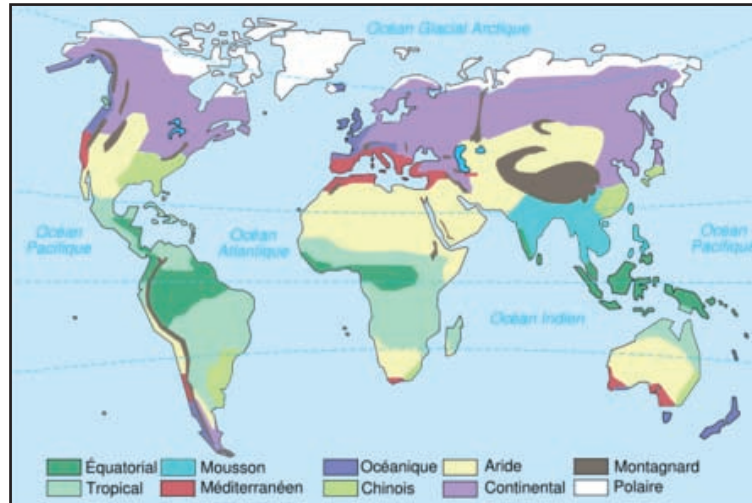 Océan Glacial Arctique
Océan
Pacifique
Océan
Atlantique
Océan
Pacifique
Océan Indien
Équatorial
Mousson
Océanique
Aride
Montagnard
Tropical
Méditerranéen
Chinois
Continental
Polaire